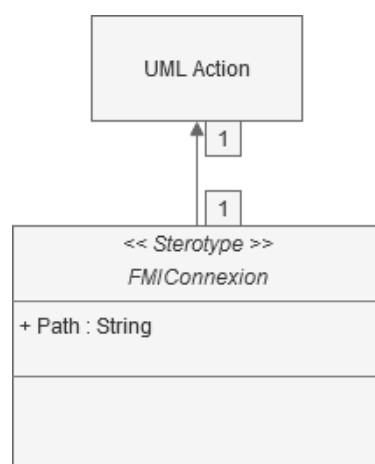 UML Action
1
1
<< Sterotype >>
FMIConnexion
+ Path : String